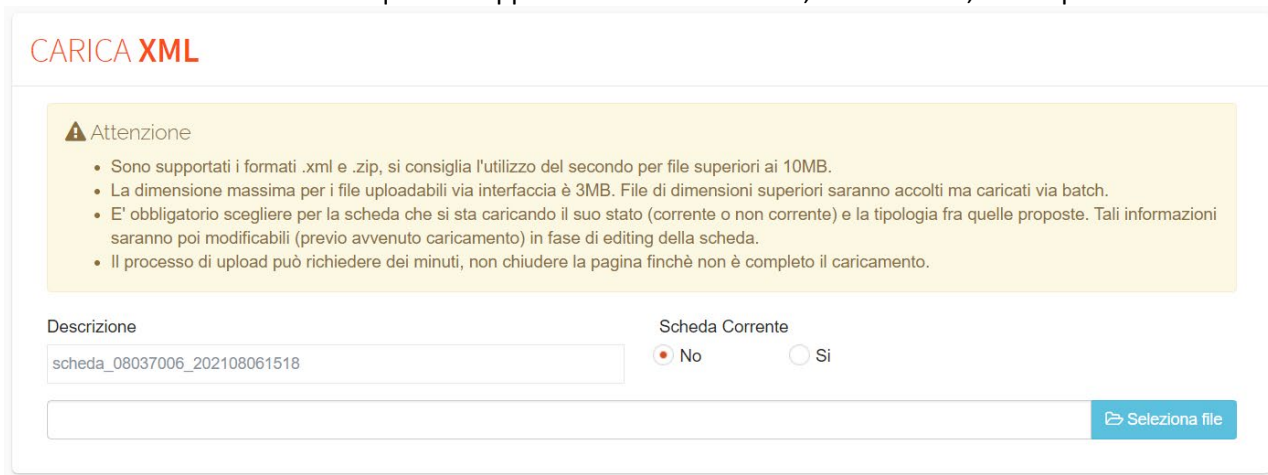 CARICA XML
Attenzione
• Sono supportati i formati .xml e .zip, si consiglia l'utilizzo del secondo per file superiori ai 10MB.
• La dimensione massima per i file uploadabili via interfaccia è 3MB. File di dimensioni superiori saranno accolti ma caricati via batch.
• E' obbligatorio scegliere per la scheda che si sta caricando il suo stato (corrente o non corrente) e la tipologia fra quelle proposte. Tali informazioni
saranno poi modificabili (previo avvenuto caricamento) in fase di editing della scheda.
• Il processo di upload può richiedere dei minuti, non chiudere la pagina finchè non è completo il caricamento.
Descrizione Scheda Corrente
scheda_08037006_202108061518 No Si
Seleziona file